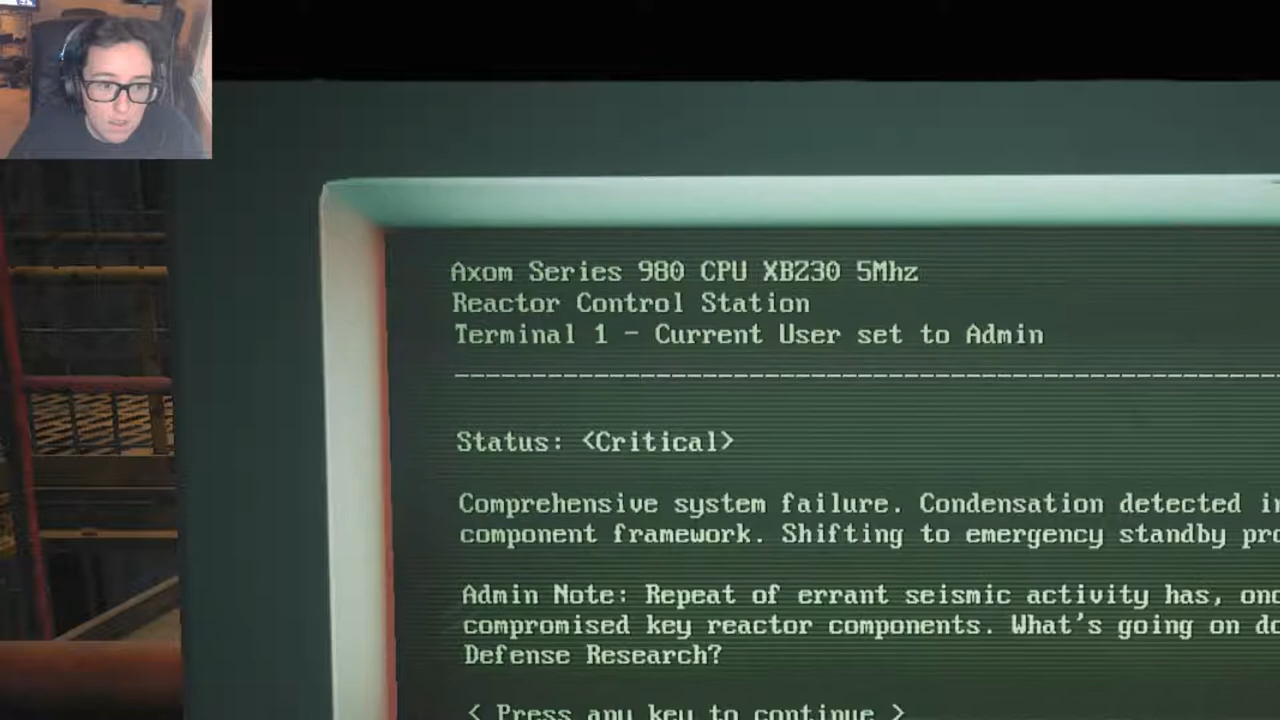 Axom Series 980 CPU XBZ30 5Mhz
Reactor Control Station
Terminal 1 - Current User set to Admin
Status: <Critical>
Comprehensive system failure. Condensation detected
component framework. Shifting to emergency standby
Admin Note: Repeat of errant seismic activity has,
compromised key reactor components. What's going on
Defense Research?
< Press any key to continue >